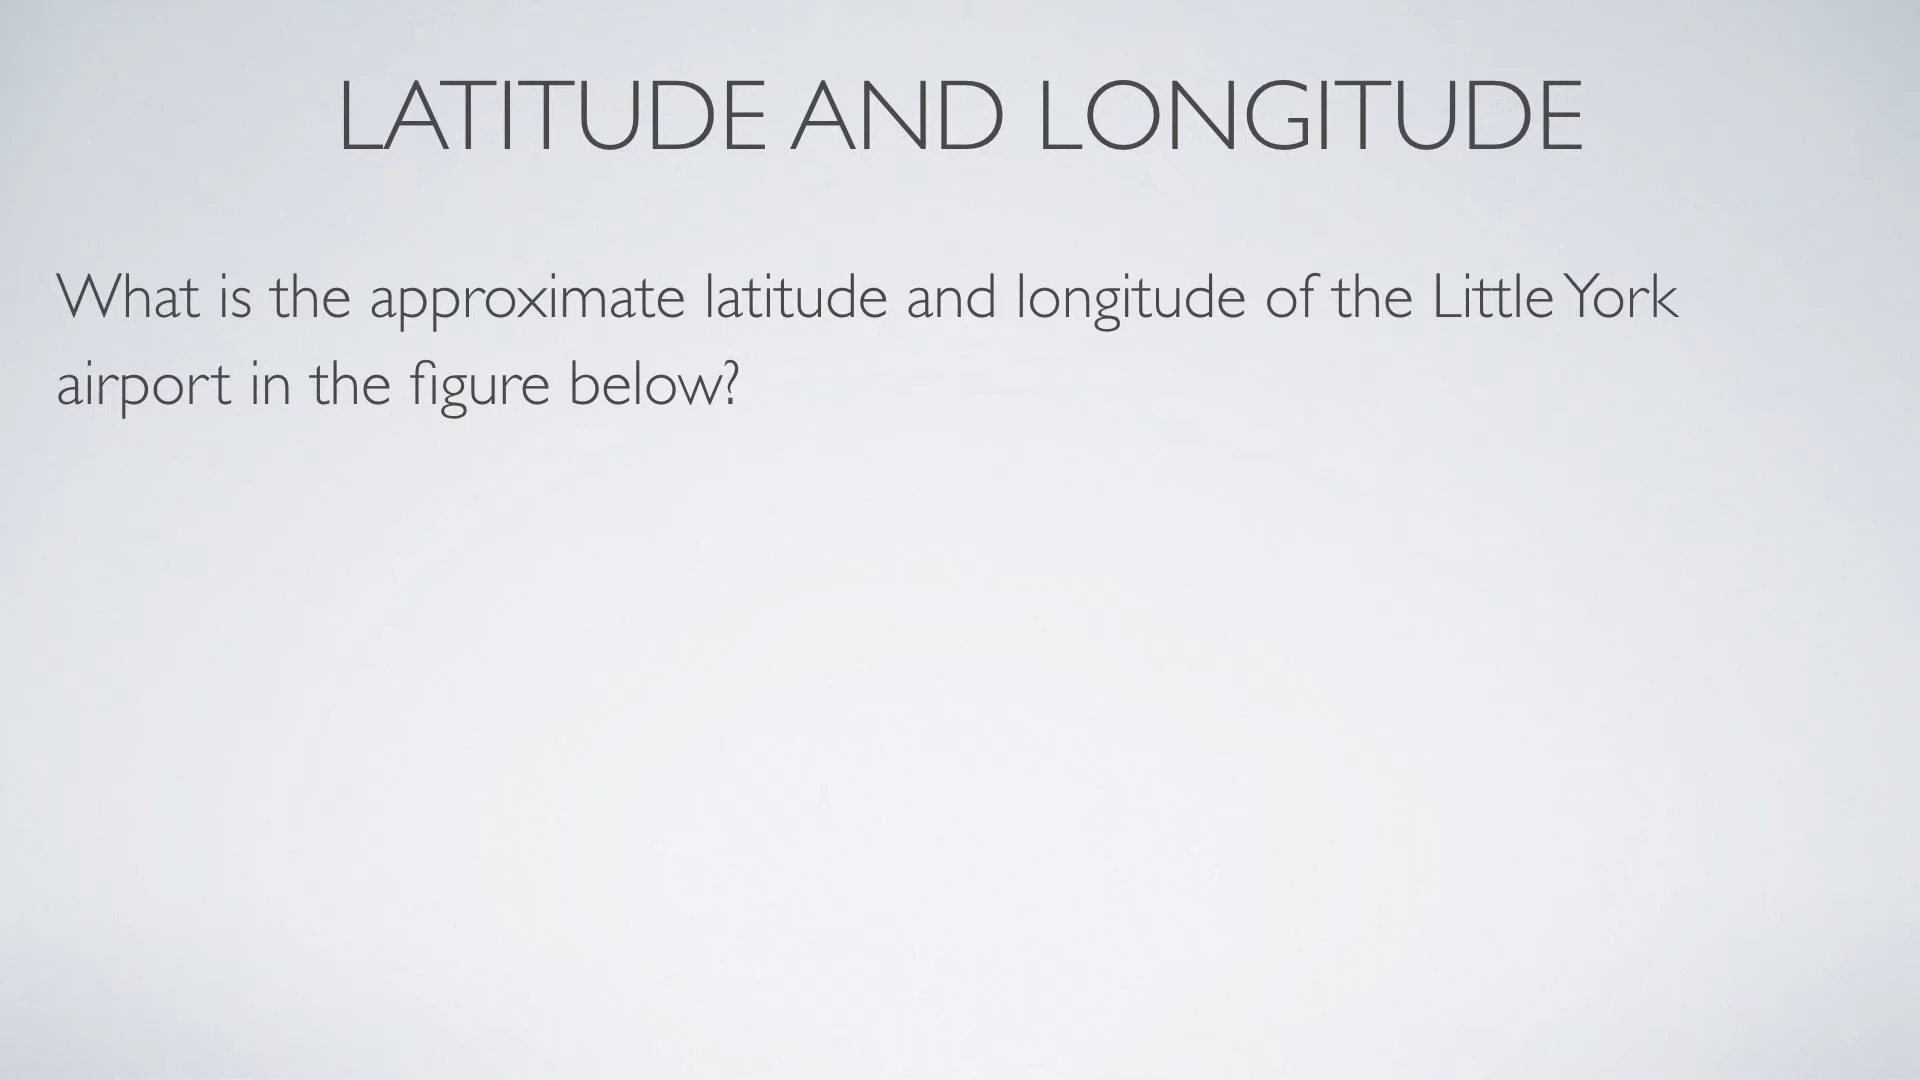 LATITUDE AND LONGITUDE
What is the approximate latitude and longitude of the Little York
airport in the figure below?